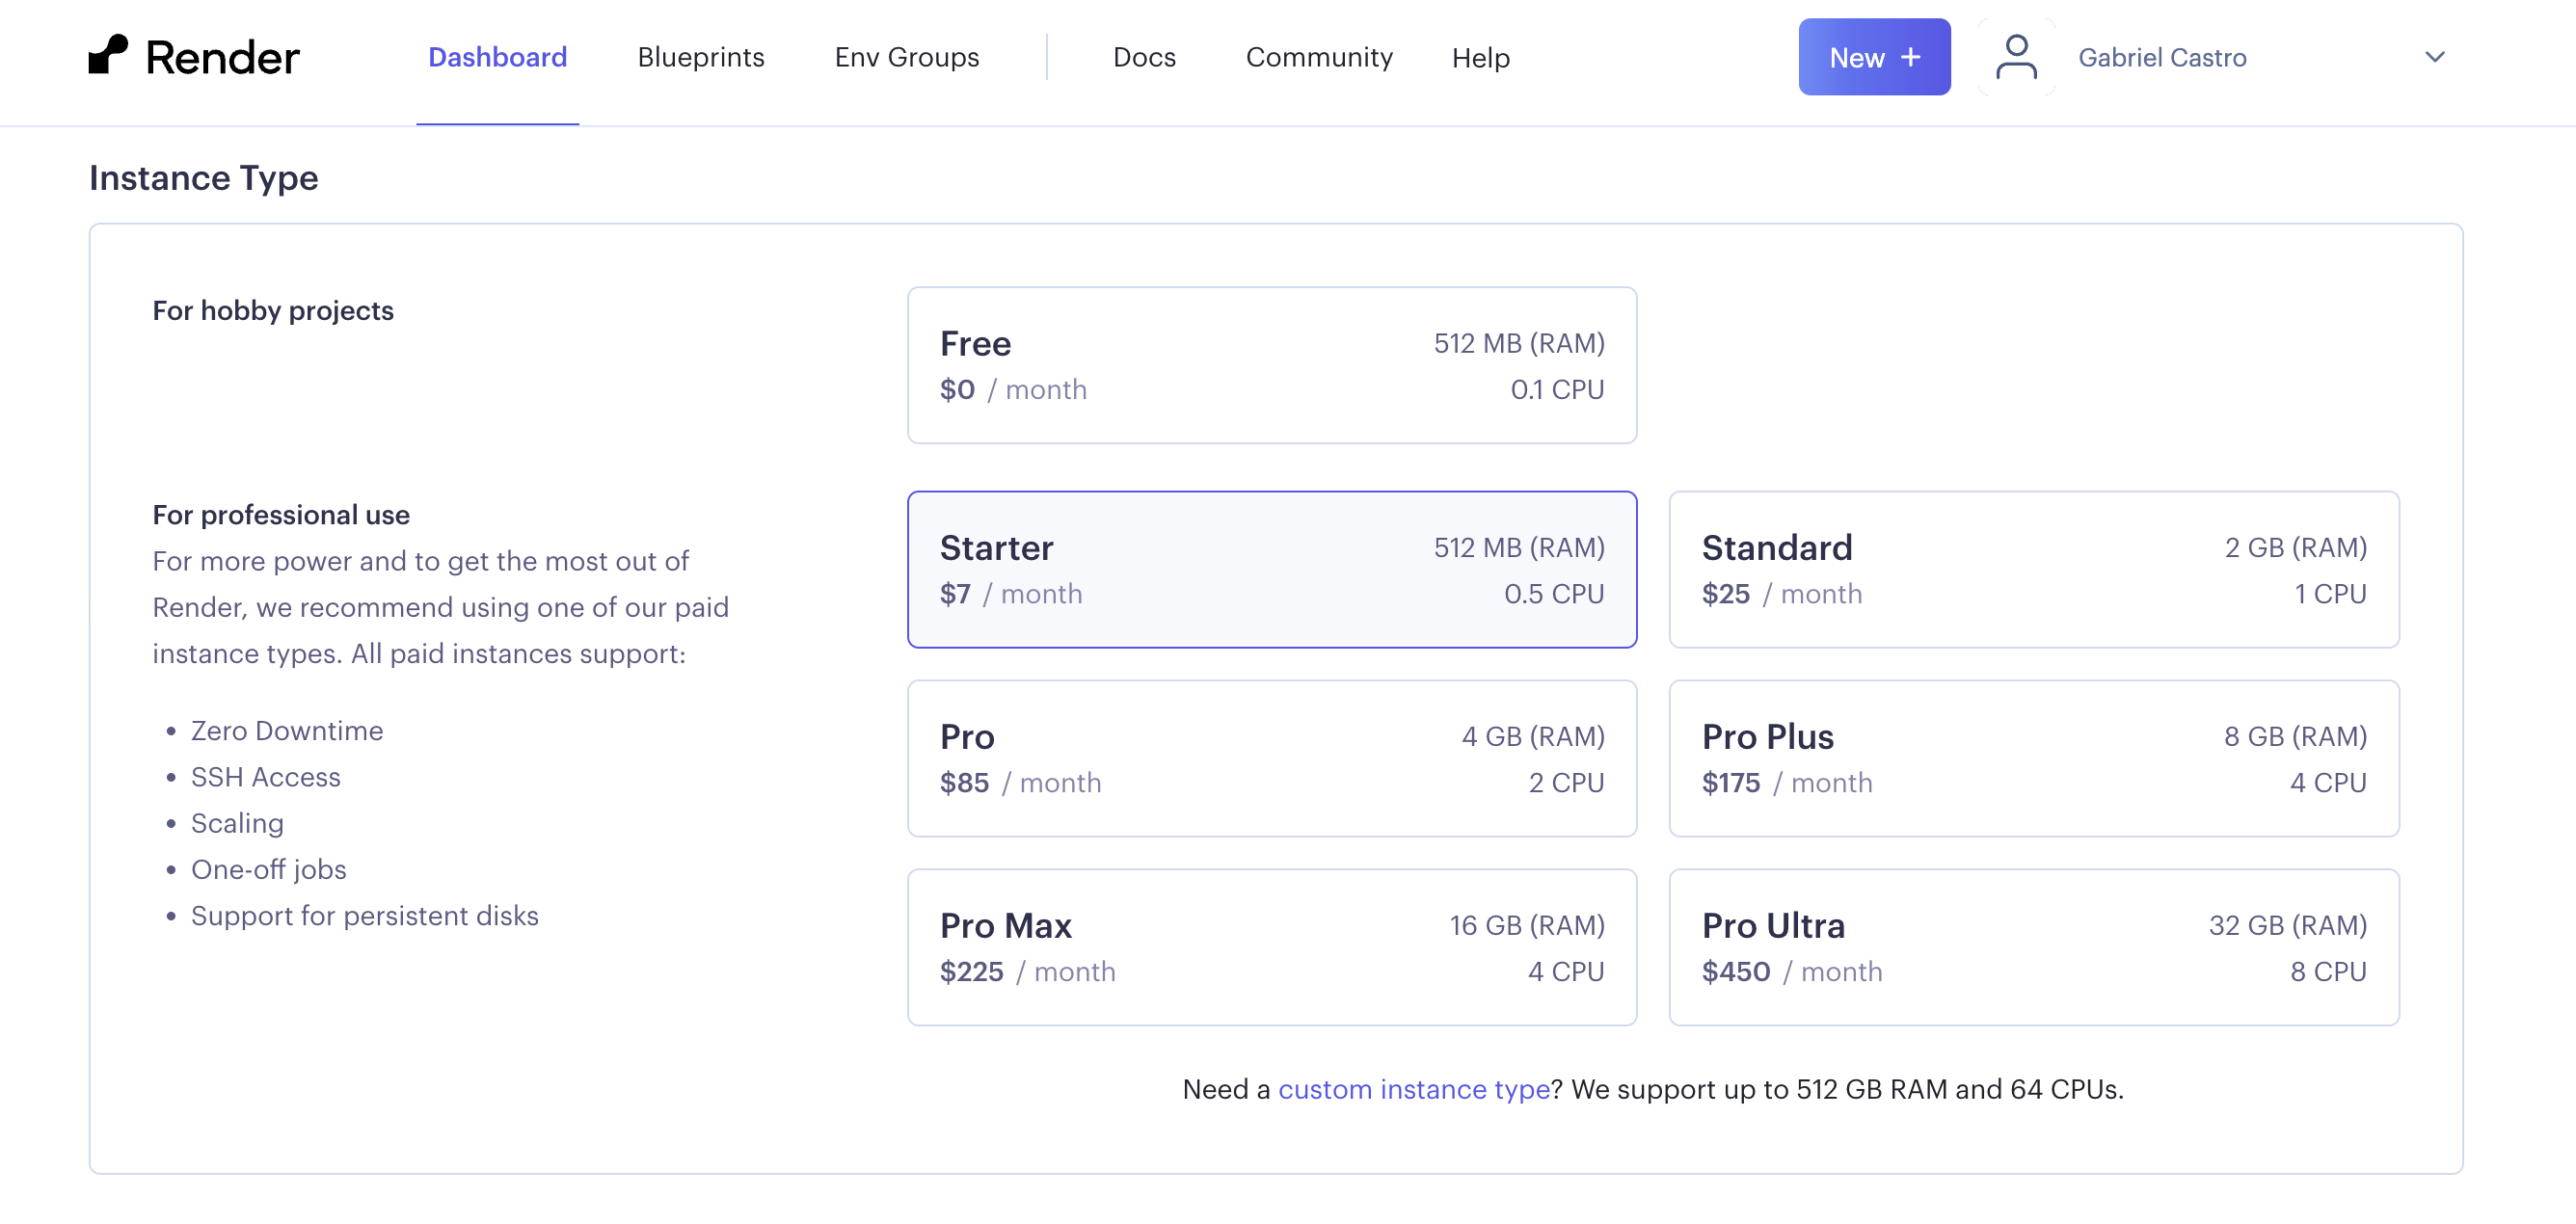 Render
Dashboard
Blueprints
Env Groups
Docs
Community
Help
New +
Gabriel Castro
Instance Type
For hobby projects
Free
512 MB (RAM)
$0 / month
0.1 CPU
For professional use
For more power and to get the most out of
Render, we recommend using one of our paid
instance types. All paid instances support:
• Zero Downtime
• SSH Access
• Scaling
• One-off jobs
• Support for persistent disks
Starter
512 MB (RAM)
$7 / month
0.5 CPU
Standard
2 GB (RAM)
$25 / month
1 CPU
Pro
4 GB (RAM)
$85 / month
2 CPU
Pro Plus
8 GB (RAM)
$175 / month
4 CPU
Pro Max
16 GB (RAM)
$225 / month
4 CPU
Pro Ultra
32 GB (RAM)
$450 / month
8 CPU
Need a custom instance type? We support up to 512 GB RAM and 64 CPUs.